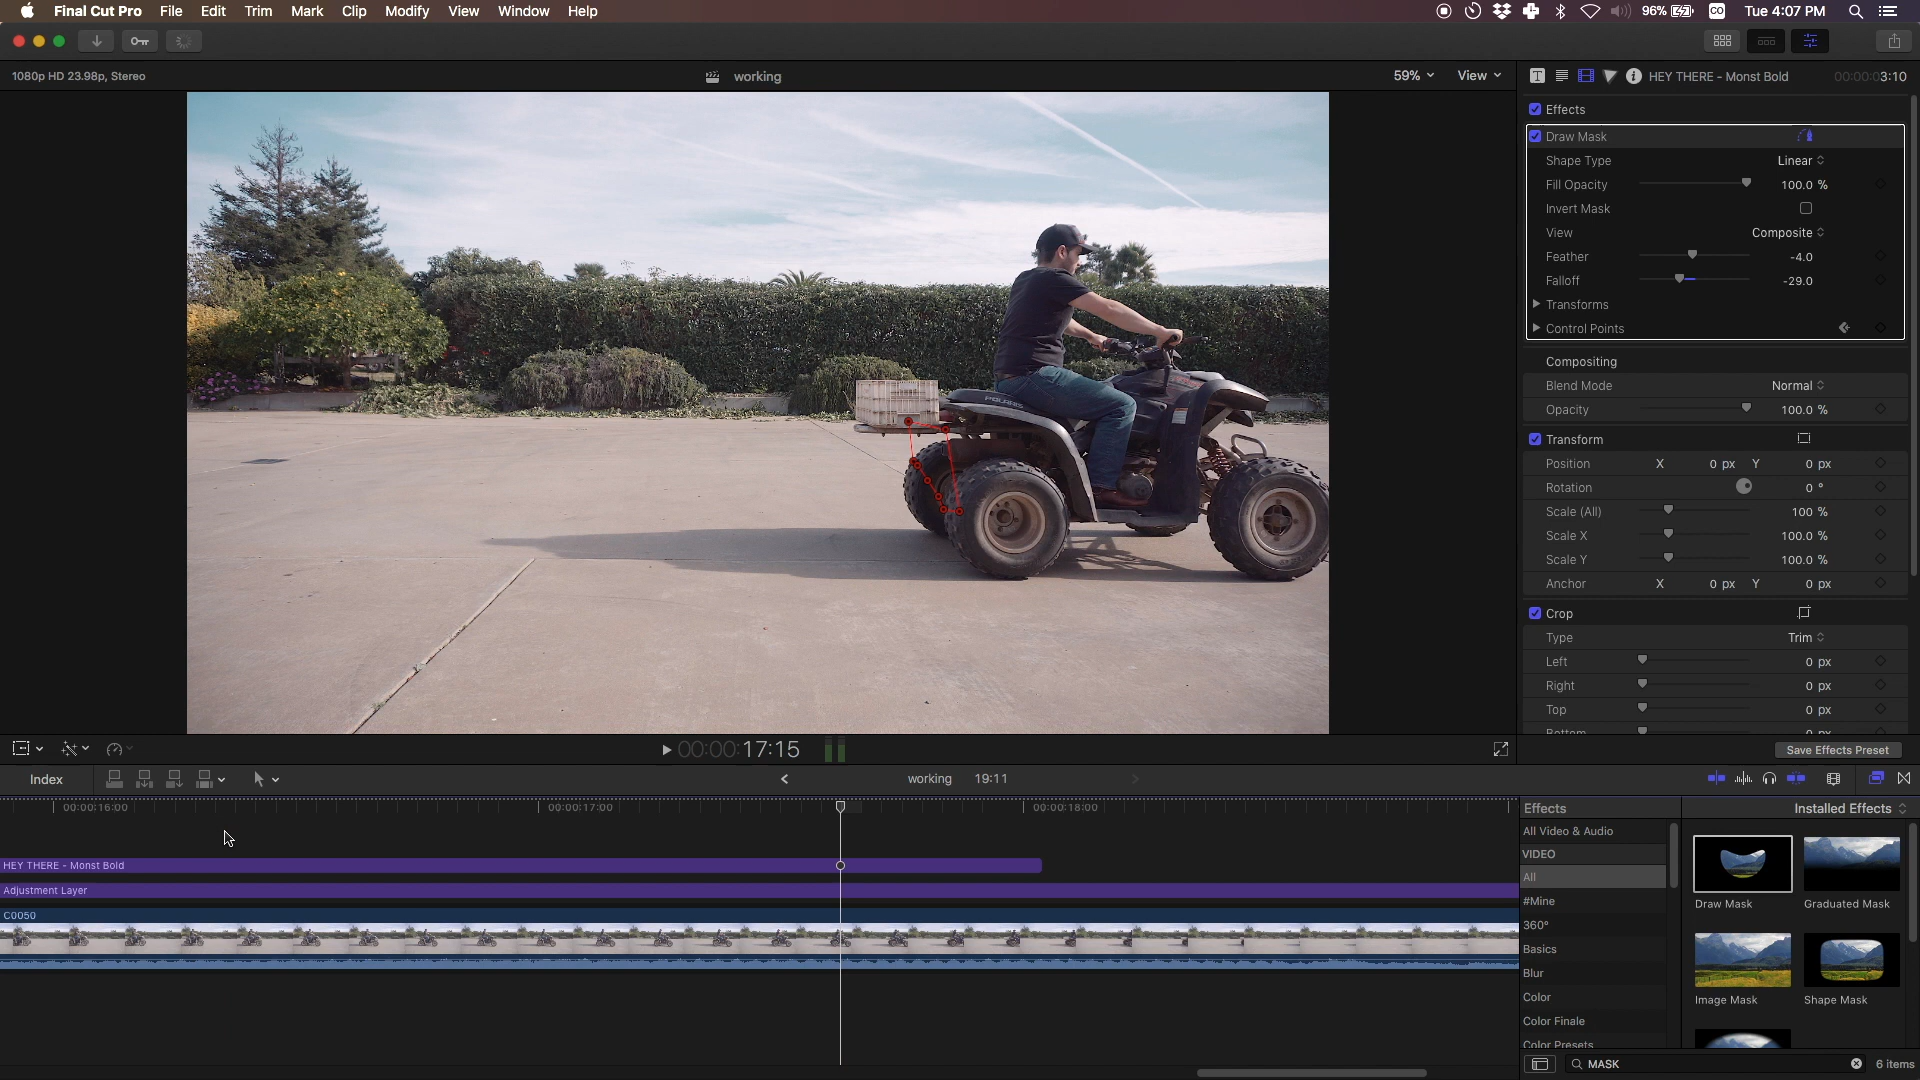 Final Cut Pro File Edit Trim Mark Clip Modify View Window Help 96% CO Tue 4:07 PM
1080p HD 23.98p, Stereo working 59% View T HEY THERE - Monst Bold 00:00:03:10
Effects
Draw Mask
Shape Type Linear
Fill Opacity 100.0 %
Invert Mask
View Composite
Feather -4.0
Falloff -29.0
Transforms
Control Points
Compositing
Blend Mode Normal
Opacity 100.0 %
Transform
Position X 0 px Y 0 px
Rotation 0 °
Scale (All) 100 %
Scale X 100.0 %
Scale Y 100.0 %
Anchor X 0 px Y 0 px
Crop
Type Trim
Left 0 px
Right 0 px
Top 0 px
Bottom 0 px
POLARIS
00:00:17:15 Save Effects Preset
Index working 19:11
00:00:16:00 00:00:17:00 00:00:18:00
HEY THERE - Monst Bold
Adjustment Layer
C0050
Effects Installed Effects
All Video & Audio
VIDEO
All
#Mine
360°
Basics
Blur
Color
Color Finale
Color Presets
Draw Mask Graduated Mask
Image Mask Shape Mask
MASK 6 items